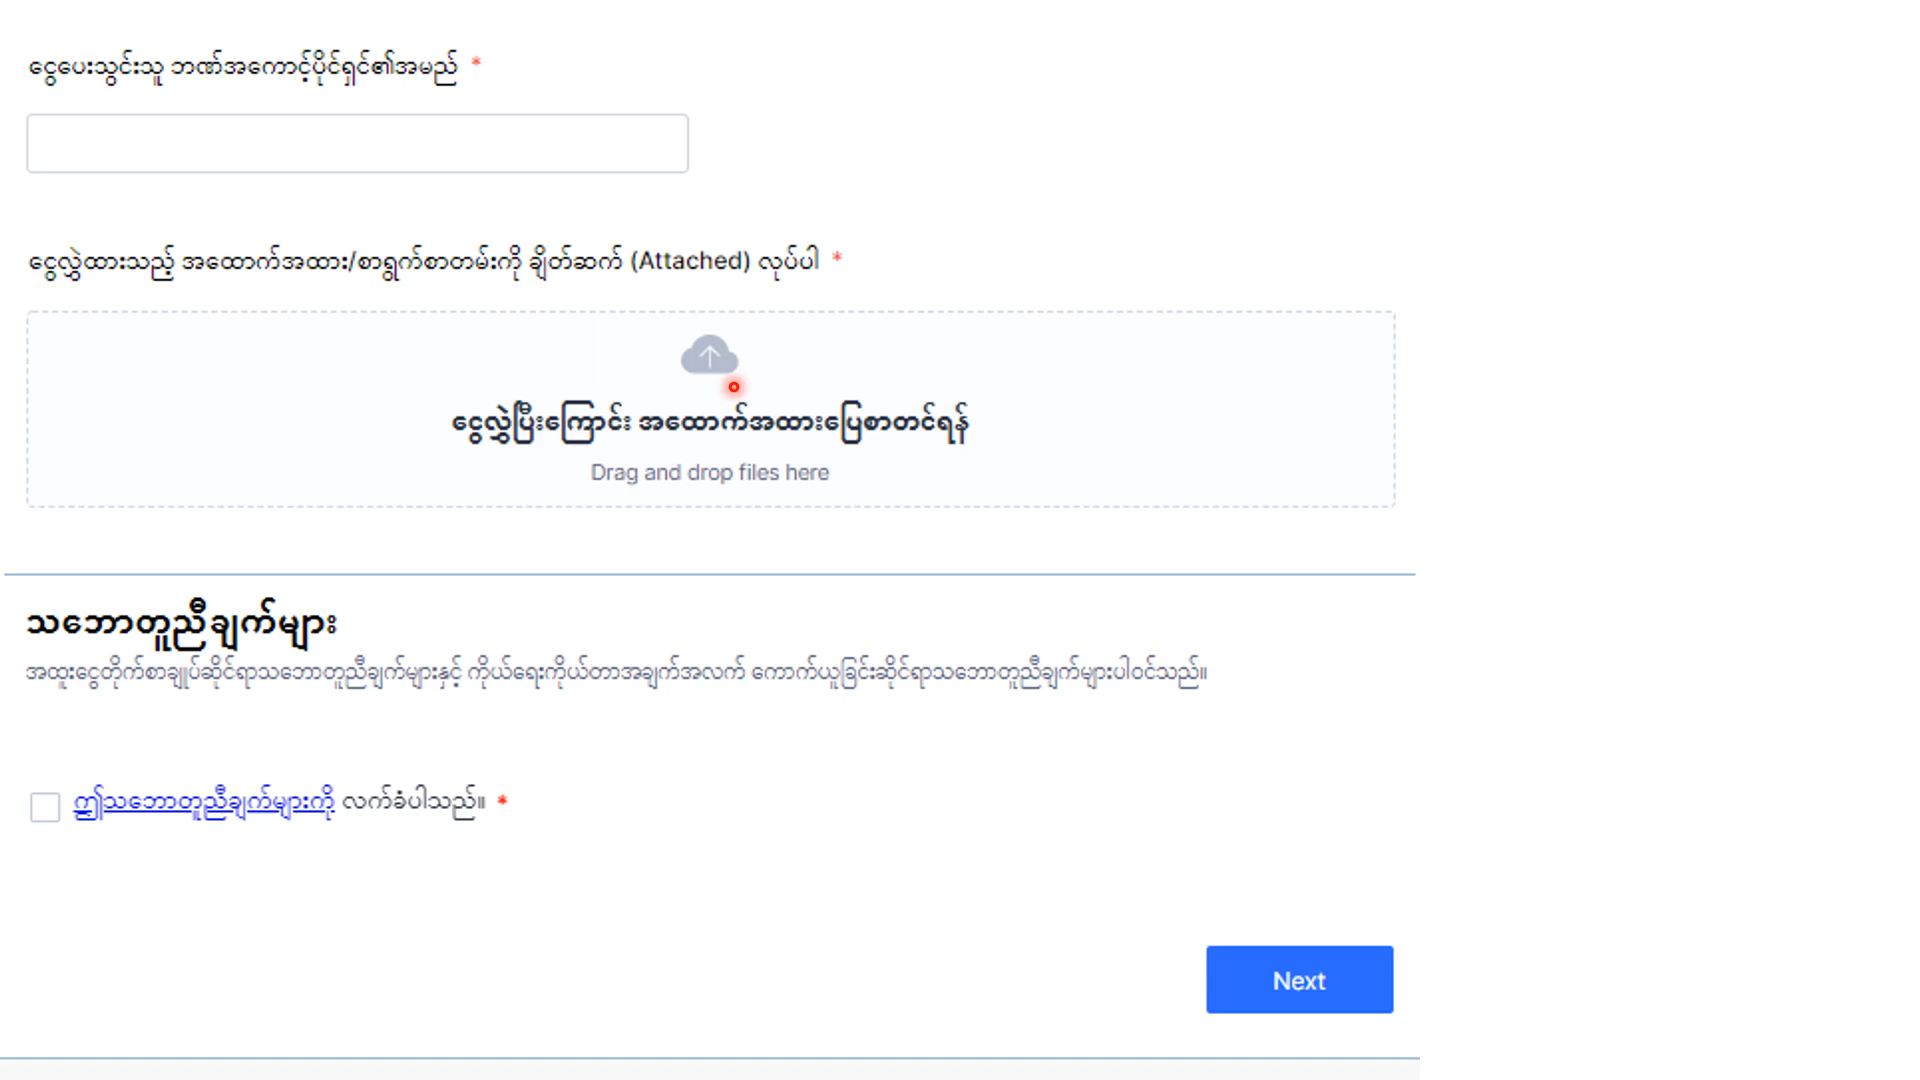 ငွေပေးသွင်းသူ ဘဏ်အကောင့်ပိုင်ရှင်၏အမည် *
ငွေလွှဲထားသည့် အထောက်အထား/စာရွက်စာတမ်းကို ချိတ်ဆက် (Attached) လုပ်ပါ *
ငွေလွှဲပြီးကြောင်း အထောက်အထားပြေစာတင်ရန်
Drag and drop files here
သဘောတူညီချက်များ
အထူးငွေတိုက်စာချုပ်ဆိုင်ရာသဘောတူညီချက်များနှင့် ကိုယ်ရေးကိုယ်တာအချက်အလက် ကောက်ယူခြင်းဆိုင်ရာသဘောတူညီချက်များပါဝင်သည်။
ဤသဘောတူညီချက်များကို လက်ခံပါသည်။ *
Next